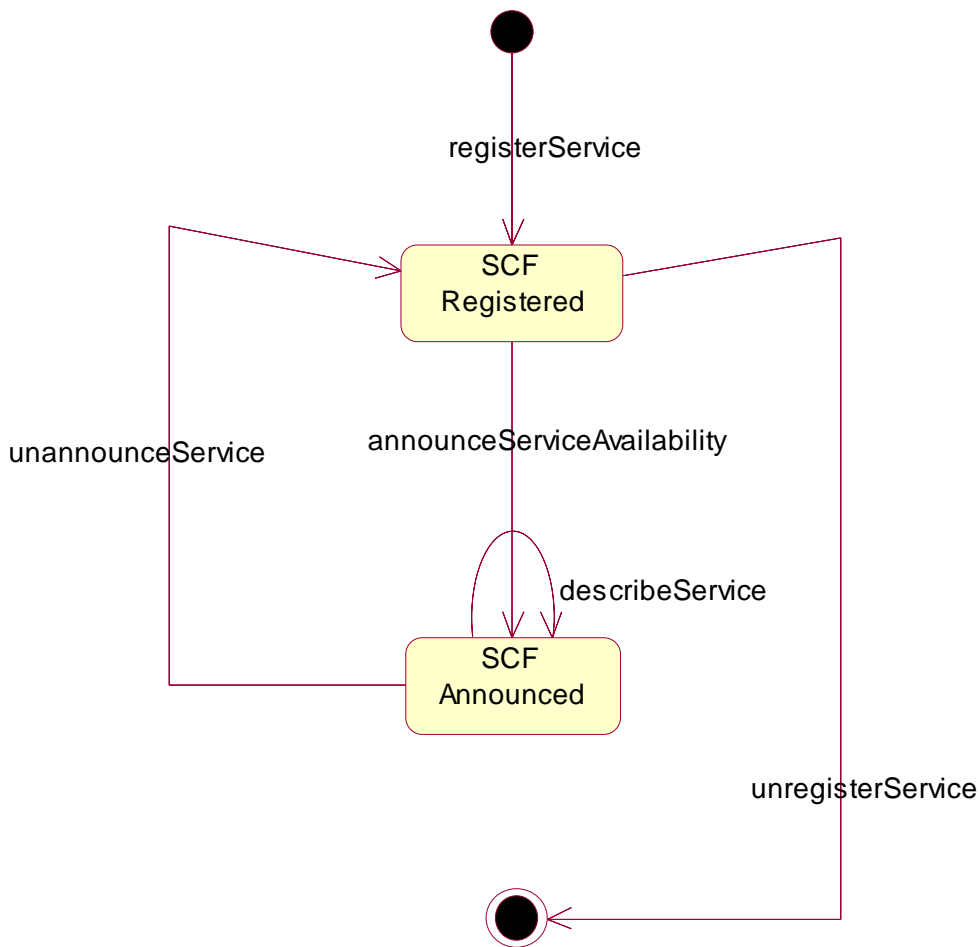 registerService
SCF
Registered
announceServiceAvailability
unannounceService
describeService
SCF
Announced
unregisterService